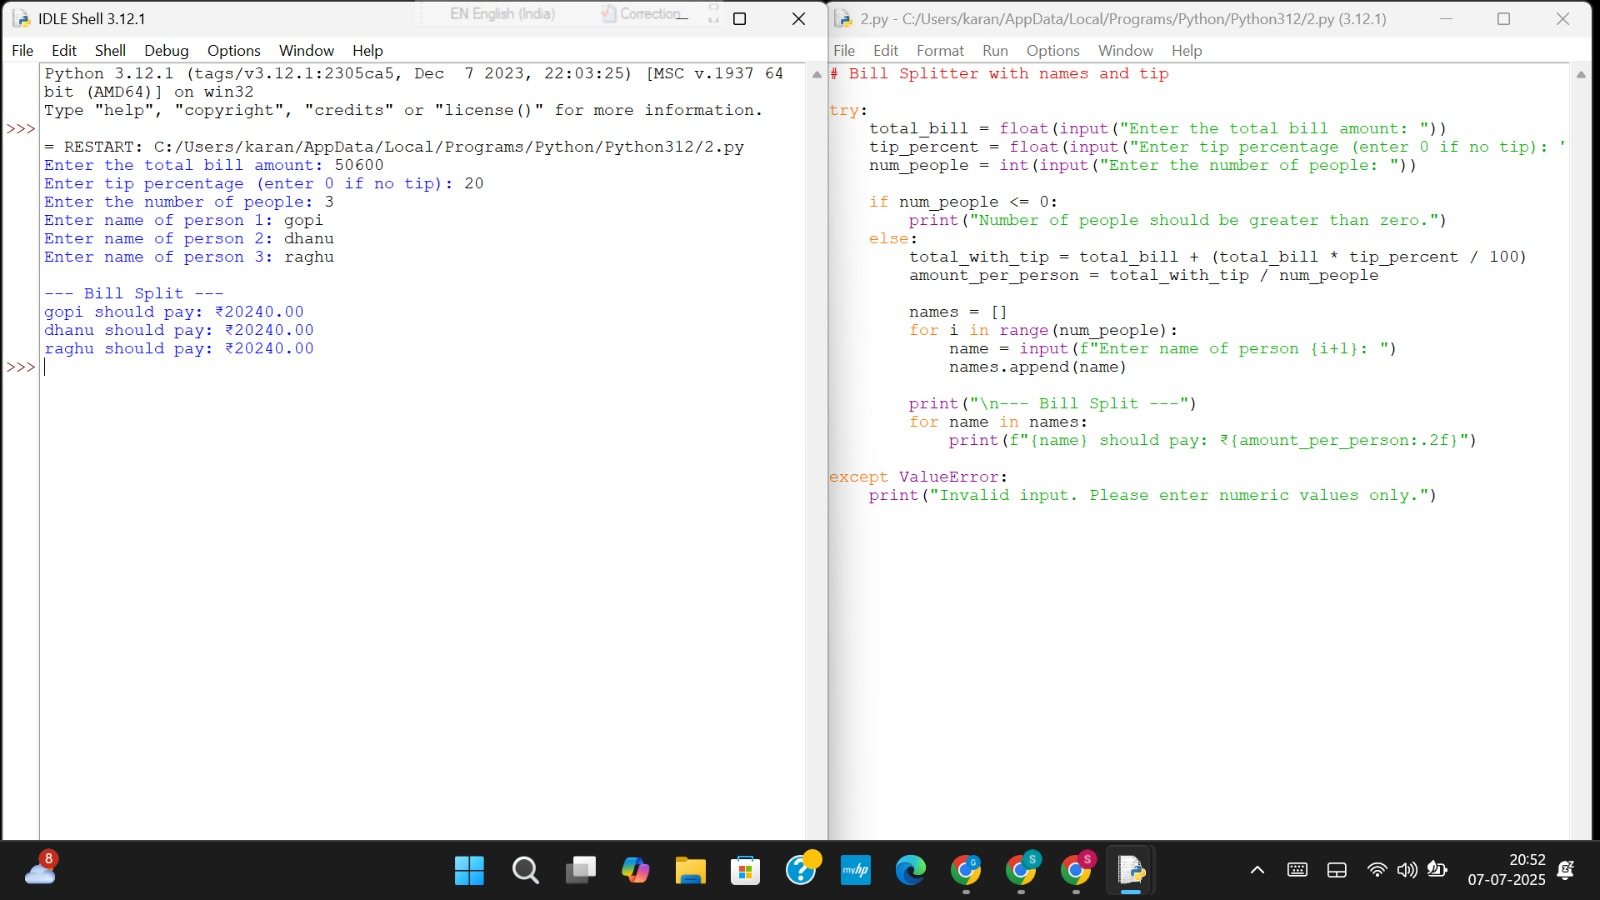 IDLE Shell 3.12.1
EN English (India)
Correction
File Edit Shell Debug Options Window Help
Python 3.12.1 (tags/v3.12.1:2305ca5, Dec  7 2023, 22:03:25) [MSC v.1937 64
bit (AMD64)] on win32
Type "help", "copyright", "credits" or "license()" for more information.
>>>
= RESTART: C:/Users/karan/AppData/Local/Programs/Python/Python312/2.py
Enter the total bill amount: 50600
Enter tip percentage (enter 0 if no tip): 20
Enter the number of people: 3
Enter name of person 1: gopi
Enter name of person 2: dhanu
Enter name of person 3: raghu
--- Bill Split ---
gopi should pay: ₹20240.00
dhanu should pay: ₹20240.00
raghu should pay: ₹20240.00
>>>
2.py - C:/Users/karan/AppData/Local/Programs/Python/Python312/2.py (3.12.1)
File Edit Format Run Options Window Help
# Bill Splitter with names and tip
try:
    total_bill = float(input("Enter the total bill amount: "))
    tip_percent = float(input("Enter tip percentage (enter 0 if no tip): '
    num_people = int(input("Enter the number of people: "))
    if num_people <= 0:
        print("Number of people should be greater than zero.")
    else:
        total_with_tip = total_bill + (total_bill * tip_percent / 100)
        amount_per_person = total_with_tip / num_people
        names = []
        for i in range(num_people):
            name = input(f"Enter name of person {i+1}: ")
            names.append(name)
        print("\n--- Bill Split ---")
        for name in names:
            print(f"{name} should pay: ₹{amount_per_person:.2f}")
except ValueError:
    print("Invalid input. Please enter numeric values only.")
8
myhp
G
S
S
20:52
07-07-2025